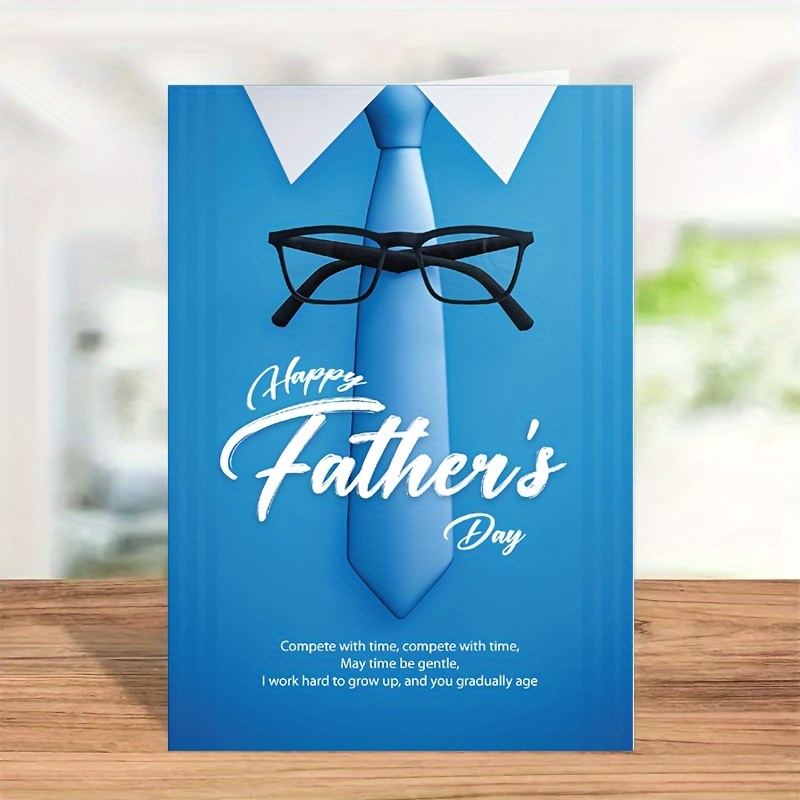 Happy
Father's
Day
Compete with time, compete with time,
May time be gentle,
I work hard to grow up, and you gradually age